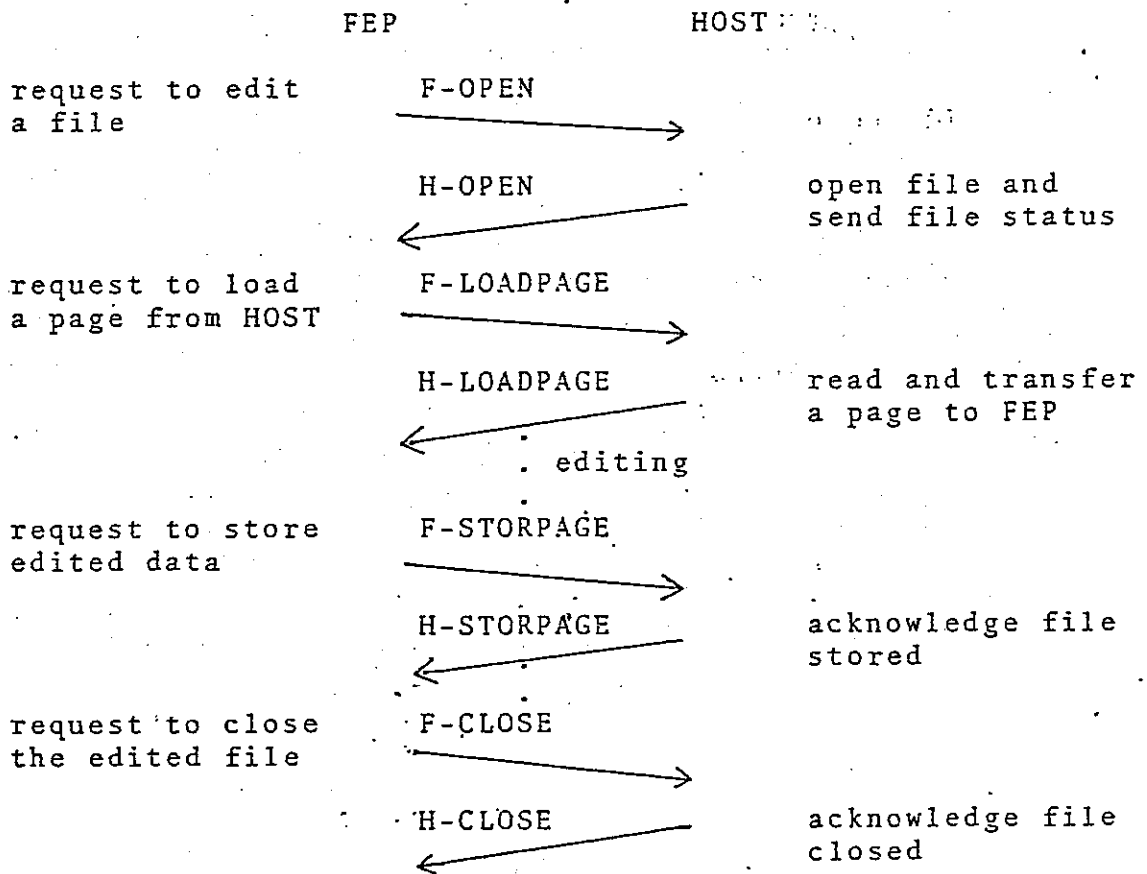 FEP HOST
request to edit F-OPEN
a file
H-OPEN open file and
send file status
request to load F-LOADPAGE
a page from HOST
H-LOADPAGE read and transfer
a page to FEP
editing
request to store F-STORPAGE
edited data
H-STORPAGE acknowledge file
stored
request to close F-CLOSE
the edited file
H-CLOSE acknowledge file
closed